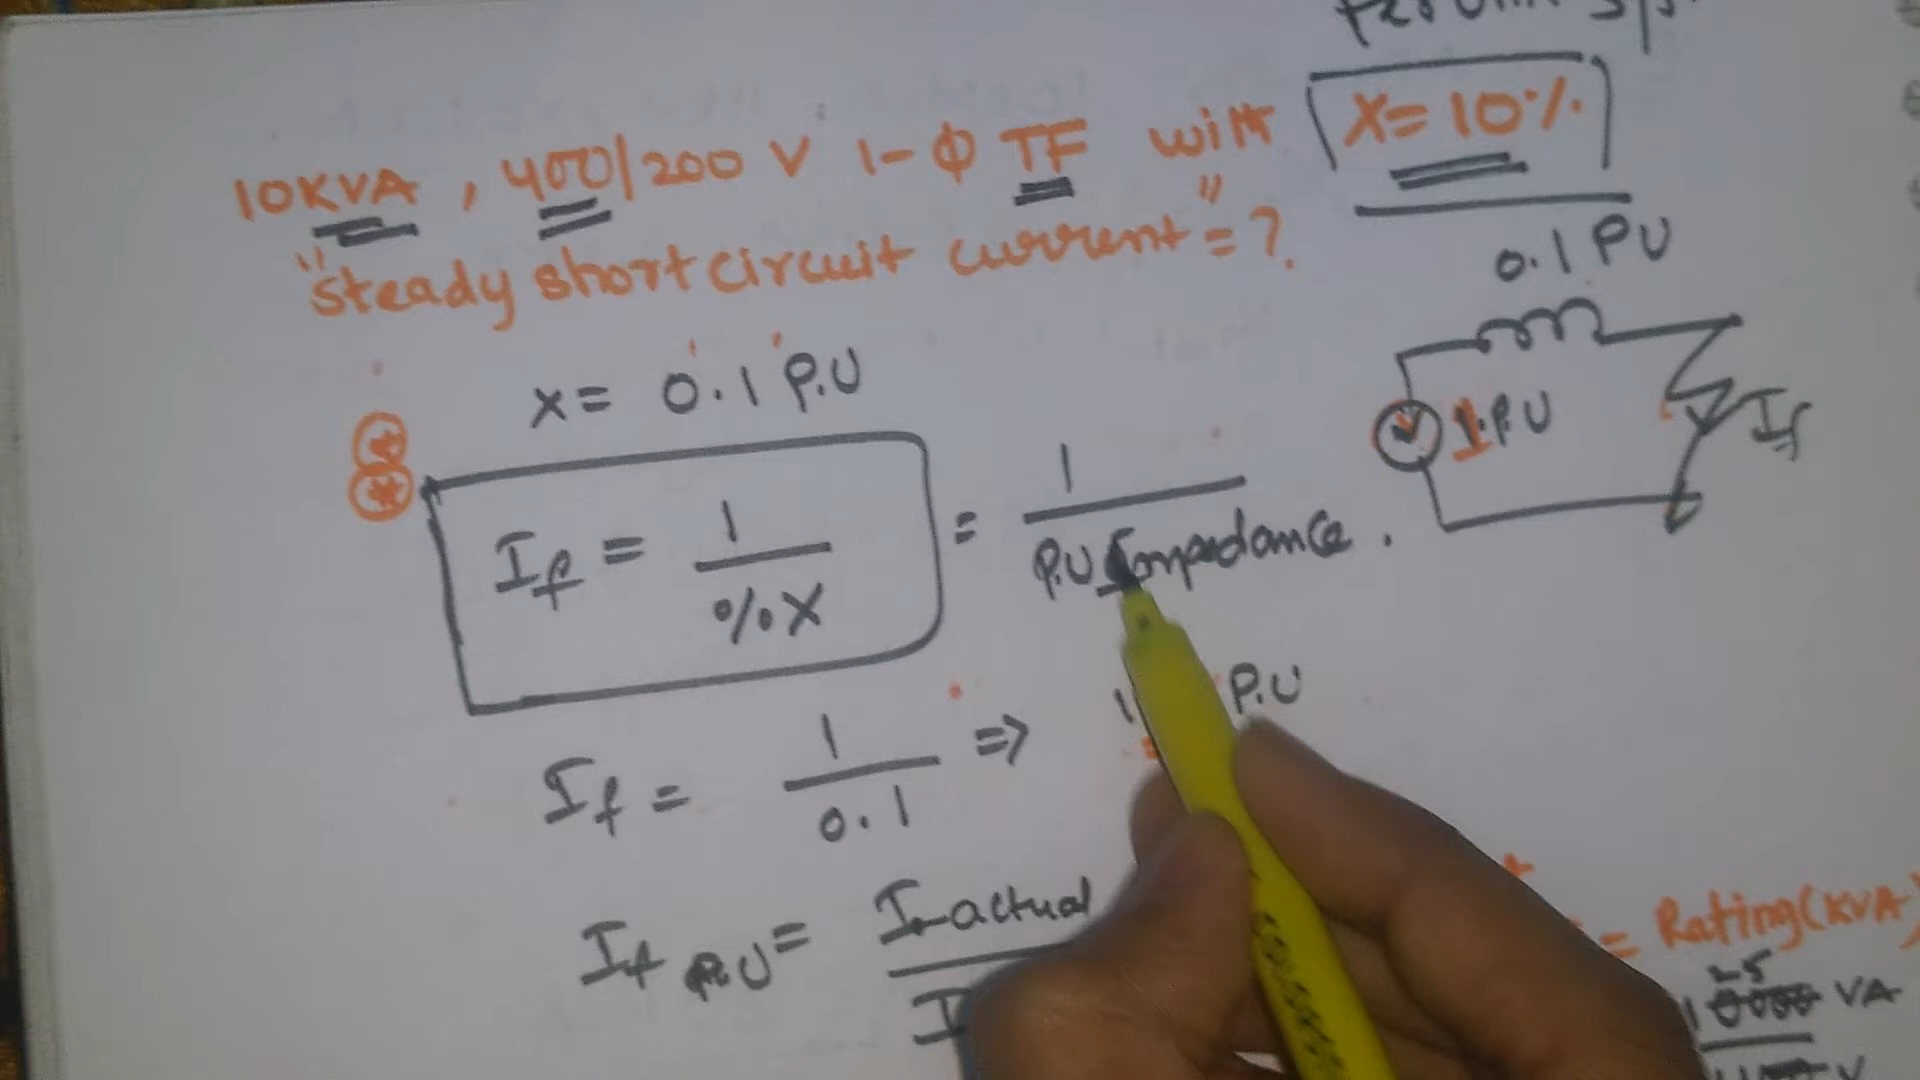 X=10%
10KVA, 400/200 V 1-Φ TF with
0.1 PU
"steady short circuit current"=?
x= 0.1 P.U
1.P.U
If
If = 1/%X = 1/P.U Impedance.
If = 1/0.1 ⇒ P.U
If P.U = I-actual
= Rating(KVA)
VA
V